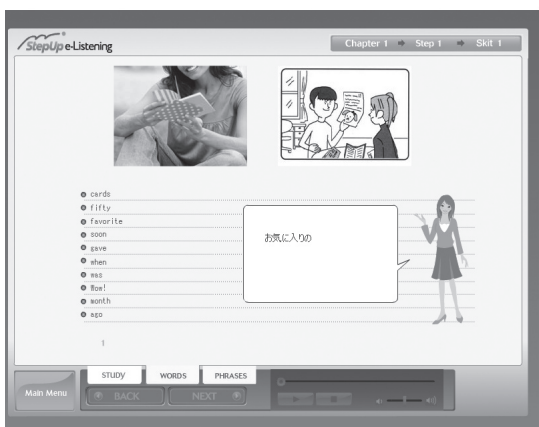 StepUp® e-Listening
Chapter 1 ➡ Step 1 ➡ Skit 1
cards
fifty
favorite
soon
gave
when
was
Wow!
month
ago
お気に入りの
1
STUDY WORDS PHRASES
Main Menu
BACK NEXT